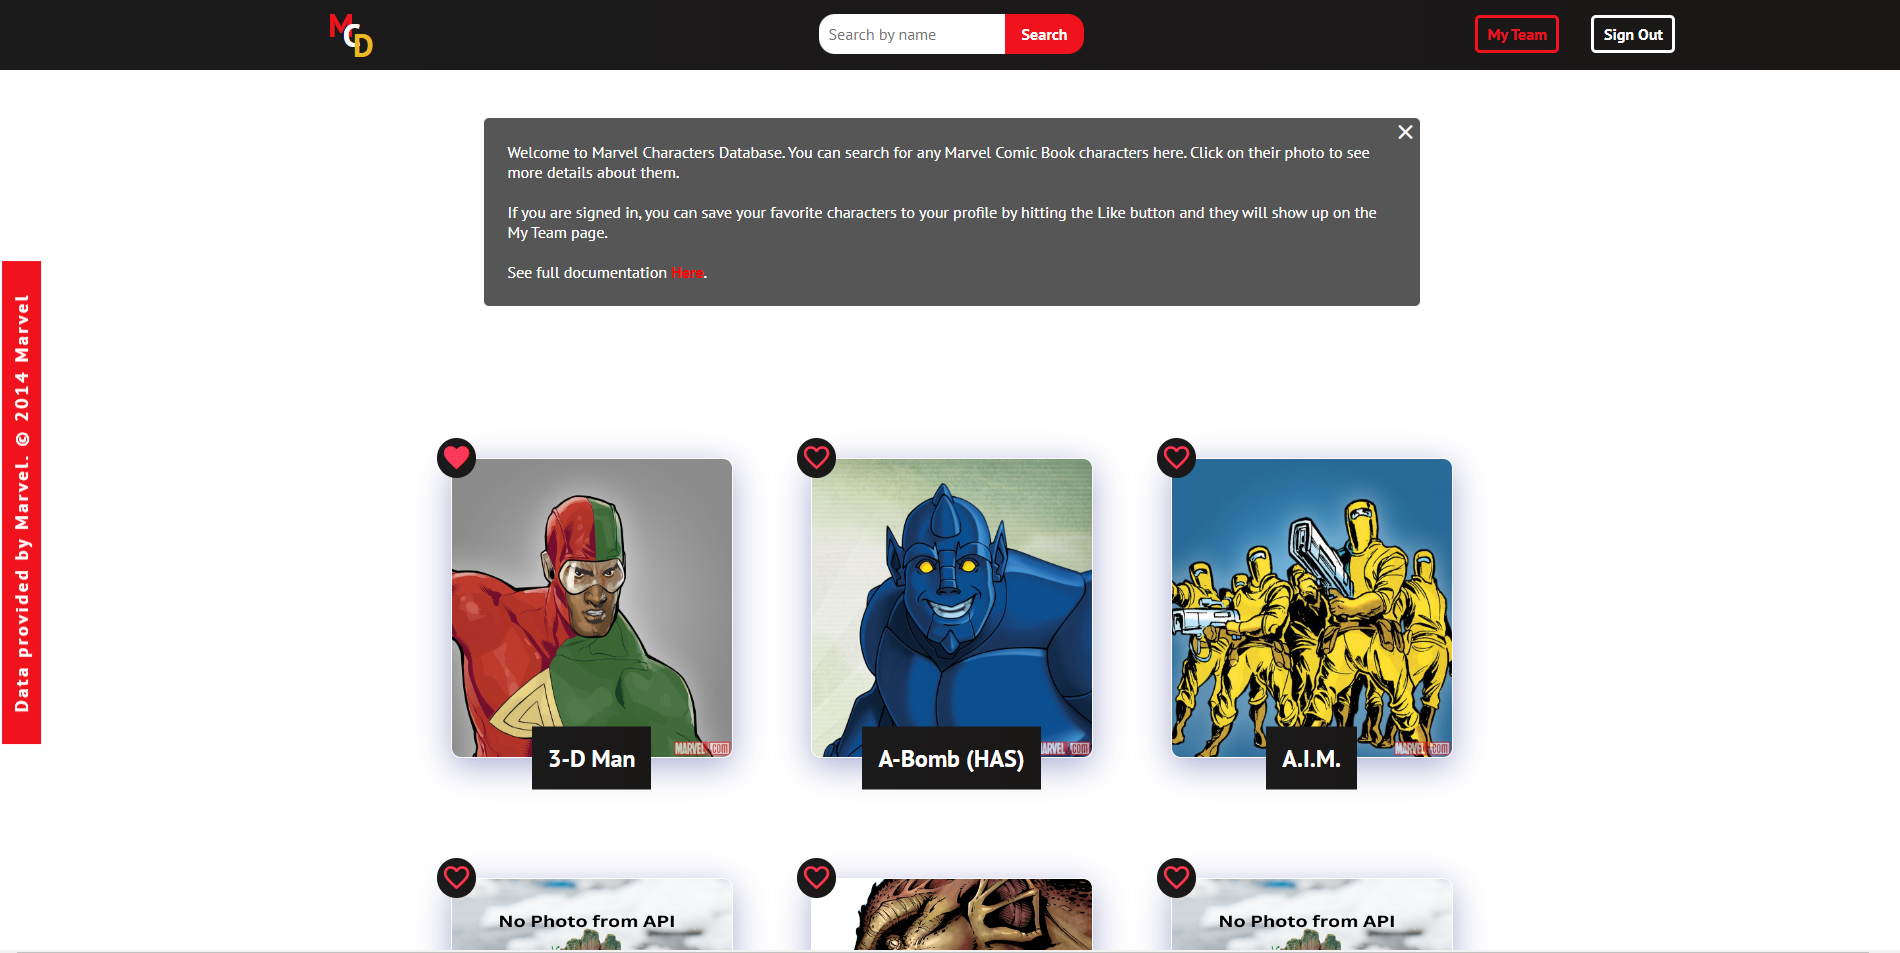 MCD
Search by name
Search
My Team
Sign Out
Welcome to Marvel Characters Database. You can search for any Marvel Comic Book characters here. Click on their photo to see
more details about them.
If you are signed in, you can save your favorite characters to your profile by hitting the Like button and they will show up on the
My Team page.
See full documentation Here.
Data provided by Marvel. © 2014 Marvel
MARVEL.com
MARVEL.com
MARVEL.com
3-D Man
A-Bomb (HAS)
A.I.M.
No Photo from API
No Photo from API